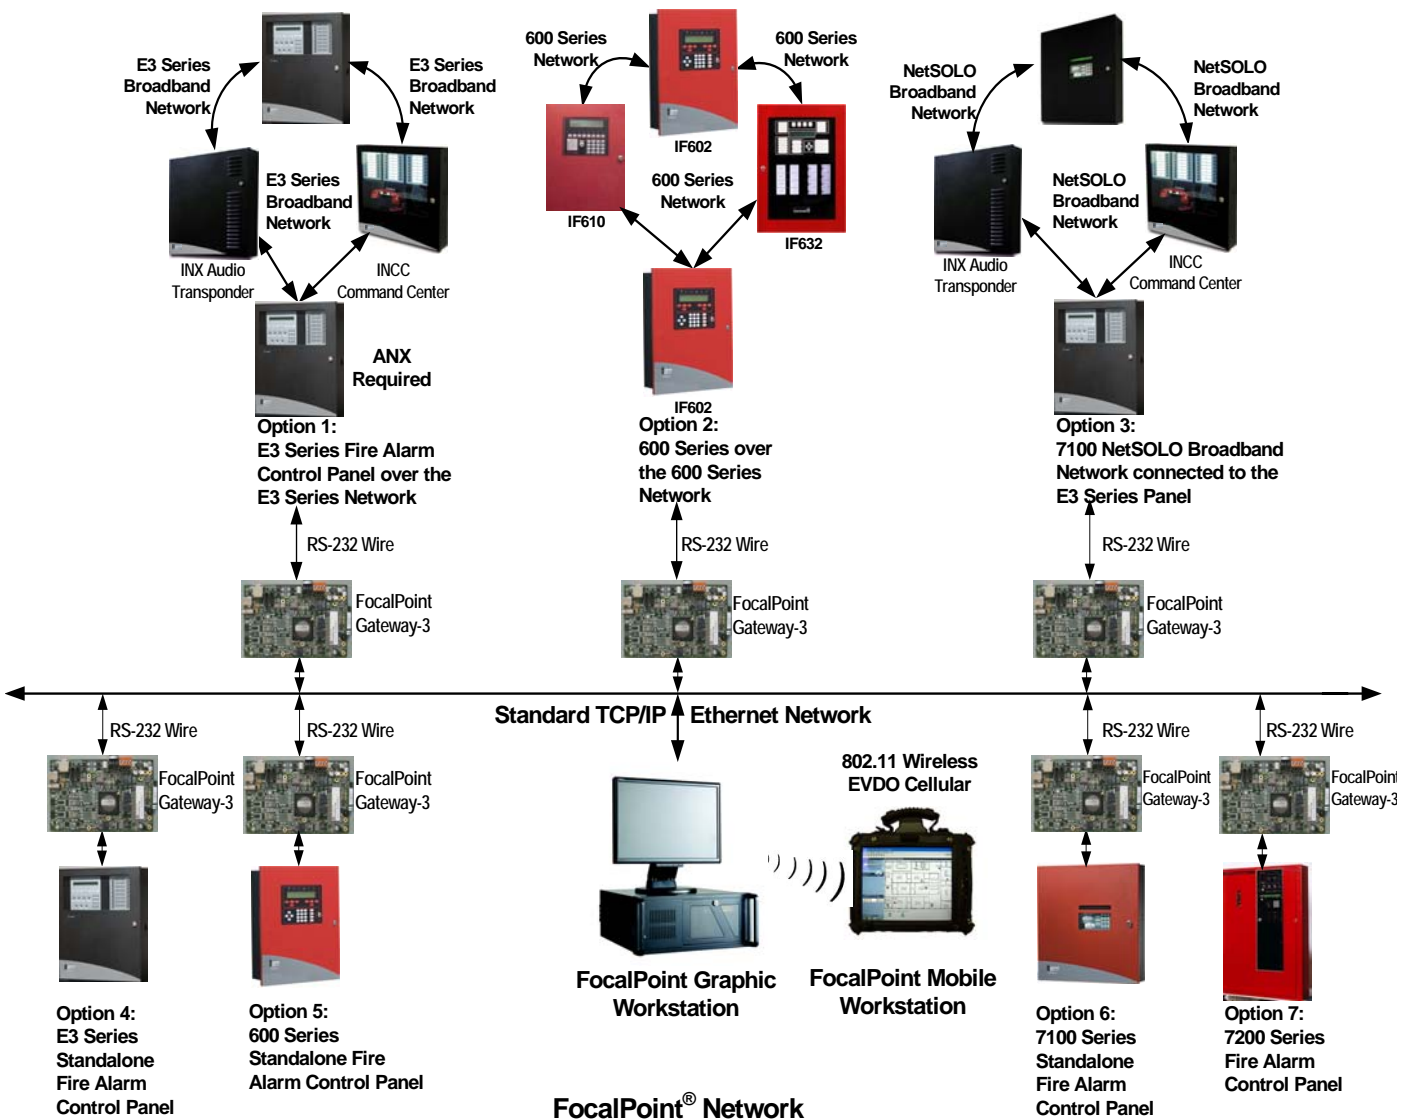 E3 Series
Broadband
Network
E3 Series
Broadband
Network
E3 Series
Broadband
Network
INX Audio
Transponder
INCC
Command Center
ANX
Required
Option 1:
E3 Series Fire Alarm
Control Panel over the
E3 Series Network
600 Series
Network
600 Series
Network
IF602
IF610
600 Series
Network
IF632
IF602
Option 2:
600 Series over
the 600 Series
Network
NetSOLO
Broadband
Network
NetSOLO
Broadband
Network
NetSOLO
Broadband
Network
INX Audio
Transponder
INCC
Command Center
Option 3:
7100 NetSOLO Broadband
Network connected to the
E3 Series Panel
RS-232 Wire
RS-232 Wire
RS-232 Wire
FocalPoint
Gateway-3
FocalPoint
Gateway-3
FocalPoint
Gateway-3
Standard TCP/IP Ethernet Network
RS-232 Wire
RS-232 Wire
RS-232 Wire
RS-232 Wire
FocalPoint
Gateway-3
FocalPoint
Gateway-3
802.11 Wireless
EVDO Cellular
FocalPoint
Gateway-3
FocalPoint
Gateway-3
FocalPoint Graphic
Workstation
FocalPoint Mobile
Workstation
Option 4:
E3 Series
Standalone
Fire Alarm
Control Panel
Option 5:
600 Series
Standalone Fire
Alarm Control Panel
Option 6:
7100 Series
Standalone
Fire Alarm
Control Panel
Option 7:
7200 Series
Fire Alarm
Control Panel
FocalPoint® Network